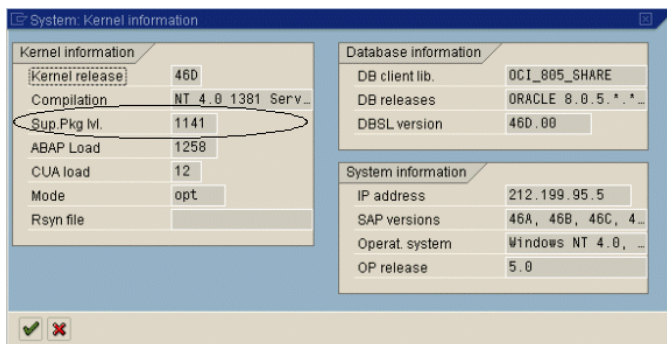 System: Kernel information
Kernel information
Kernel release 46D
Compilation NT 4.0 1381 Serv…
Sup.Pkg lvl. 1141
ABAP Load 1258
CUA load 12
Mode opt
Rsyn file
Database information
DB client lib. OCI_805_SHARE
DB releases ORACLE 8.0.5.*.*…
DBSL version 46D.00
System information
IP address 212.199.95.5
SAP versions 46A, 46B, 46C, 4…
Operat. system Windows NT 4.0, …
OP release 5.0